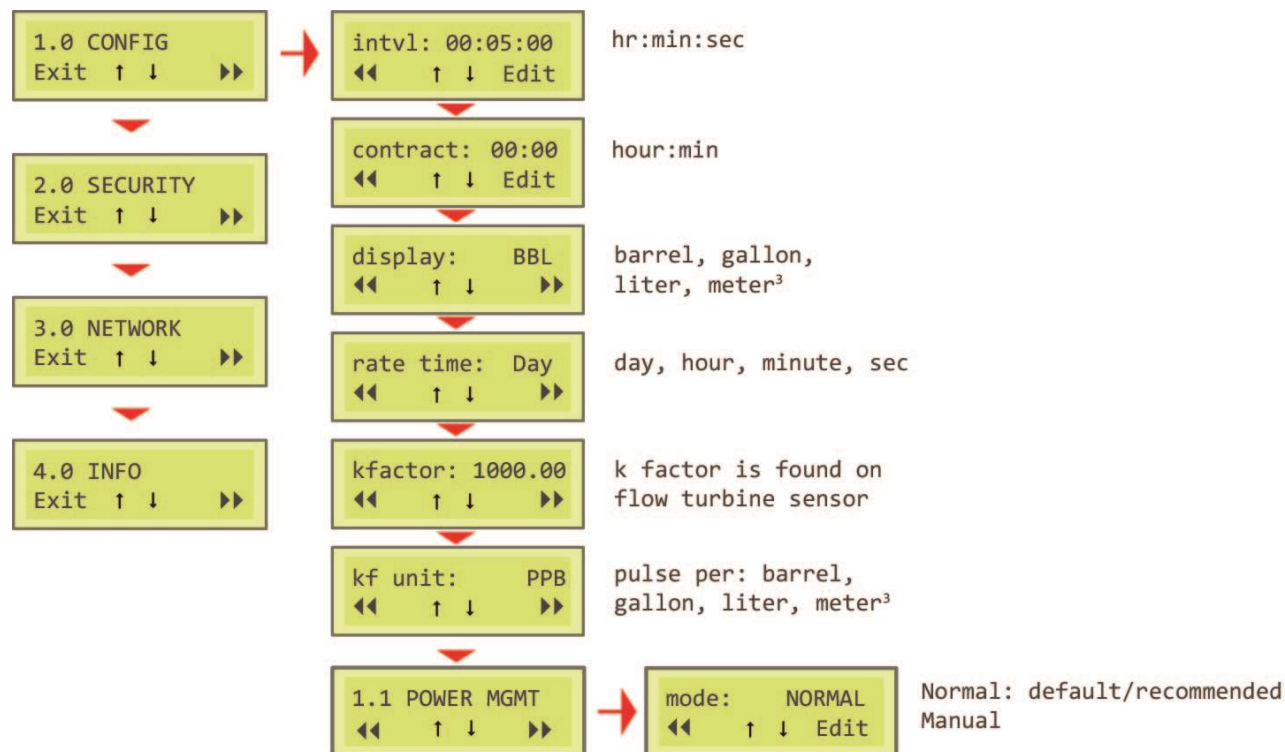 1.0 CONFIG
Exit ↑ ↓ ▶▶
2.0 SECURITY
Exit ↑ ↓ ▶▶
3.0 NETWORK
Exit ↑ ↓ ▶▶
4.0 INFO
Exit ↑ ↓ ▶▶
intvl: 00:05:00
◀◀ ↑ ↓ Edit
hr:min:sec
contract: 00:00
◀◀ ↑ ↓ Edit
hour:min
display: BBL
◀◀ ↑ ↓ ▶▶
barrel, gallon,
liter, meter³
rate time: Day
◀◀ ↑ ↓ ▶▶
day, hour, minute, sec
kfactor: 1000.00
◀◀ ↑ ↓ ▶▶
k factor is found on
flow turbine sensor
kf unit: PPB
◀◀ ↑ ↓ ▶▶
pulse per: barrel,
gallon, liter, meter³
1.1 POWER MGMT
◀◀ ↑ ↓ ▶▶
mode: NORMAL
◀◀ ↑ ↓ Edit
Normal: default/recommended
Manual